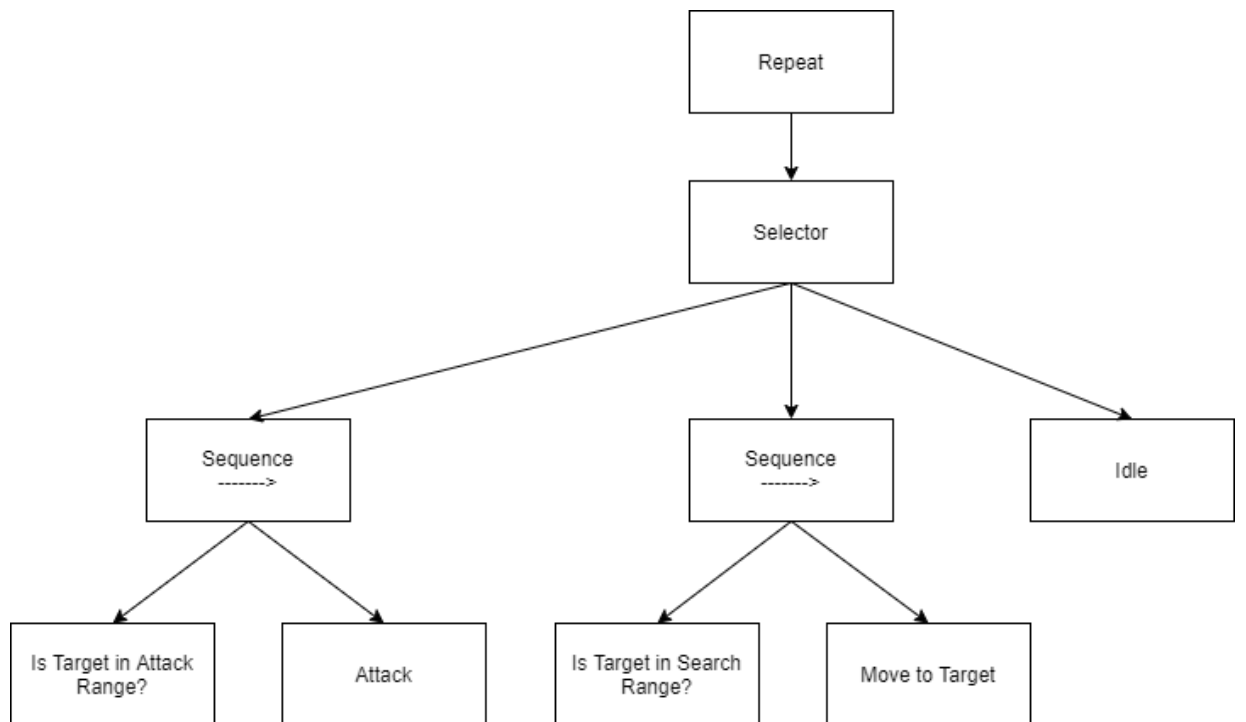 Repeat
Selector
Sequence
------->
Sequence
------->
Idle
Is Target in Attack
Range?
Attack
Is Target in Search
Range?
Move to Target